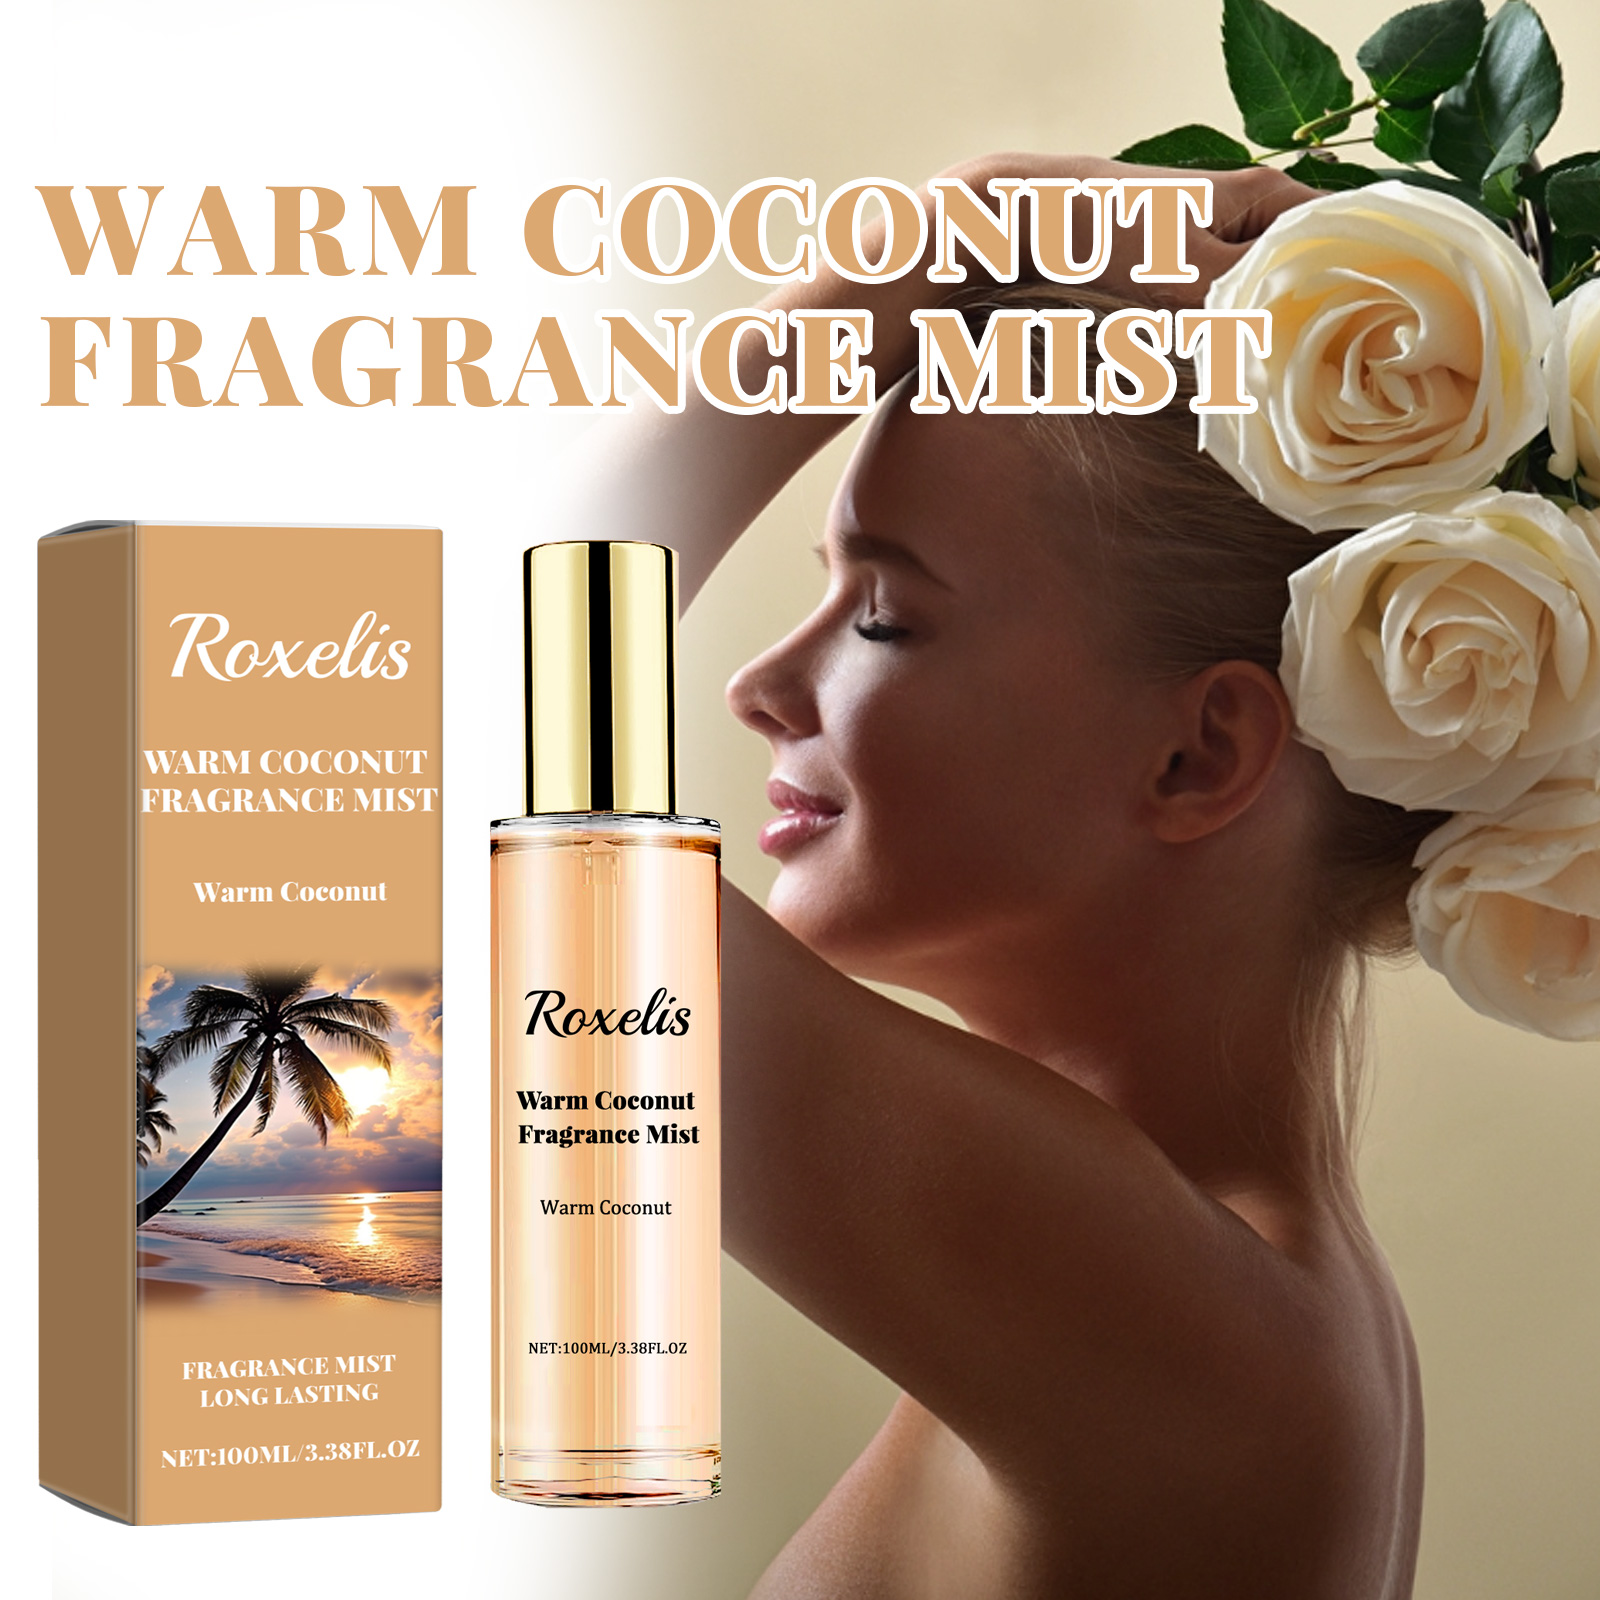 WARM COCONUT
FRAGRANCE MIST
Roxelis
WARM COCONUT
FRAGRANCE MIST
Warm Coconut
FRAGRANCE MIST
LONG LASTING
NET:100ML/3.38FL.OZ
Roxelis
Warm Coconut
Fragrance Mist
Warm Coconut
NET:100ML/3.38FL.OZ